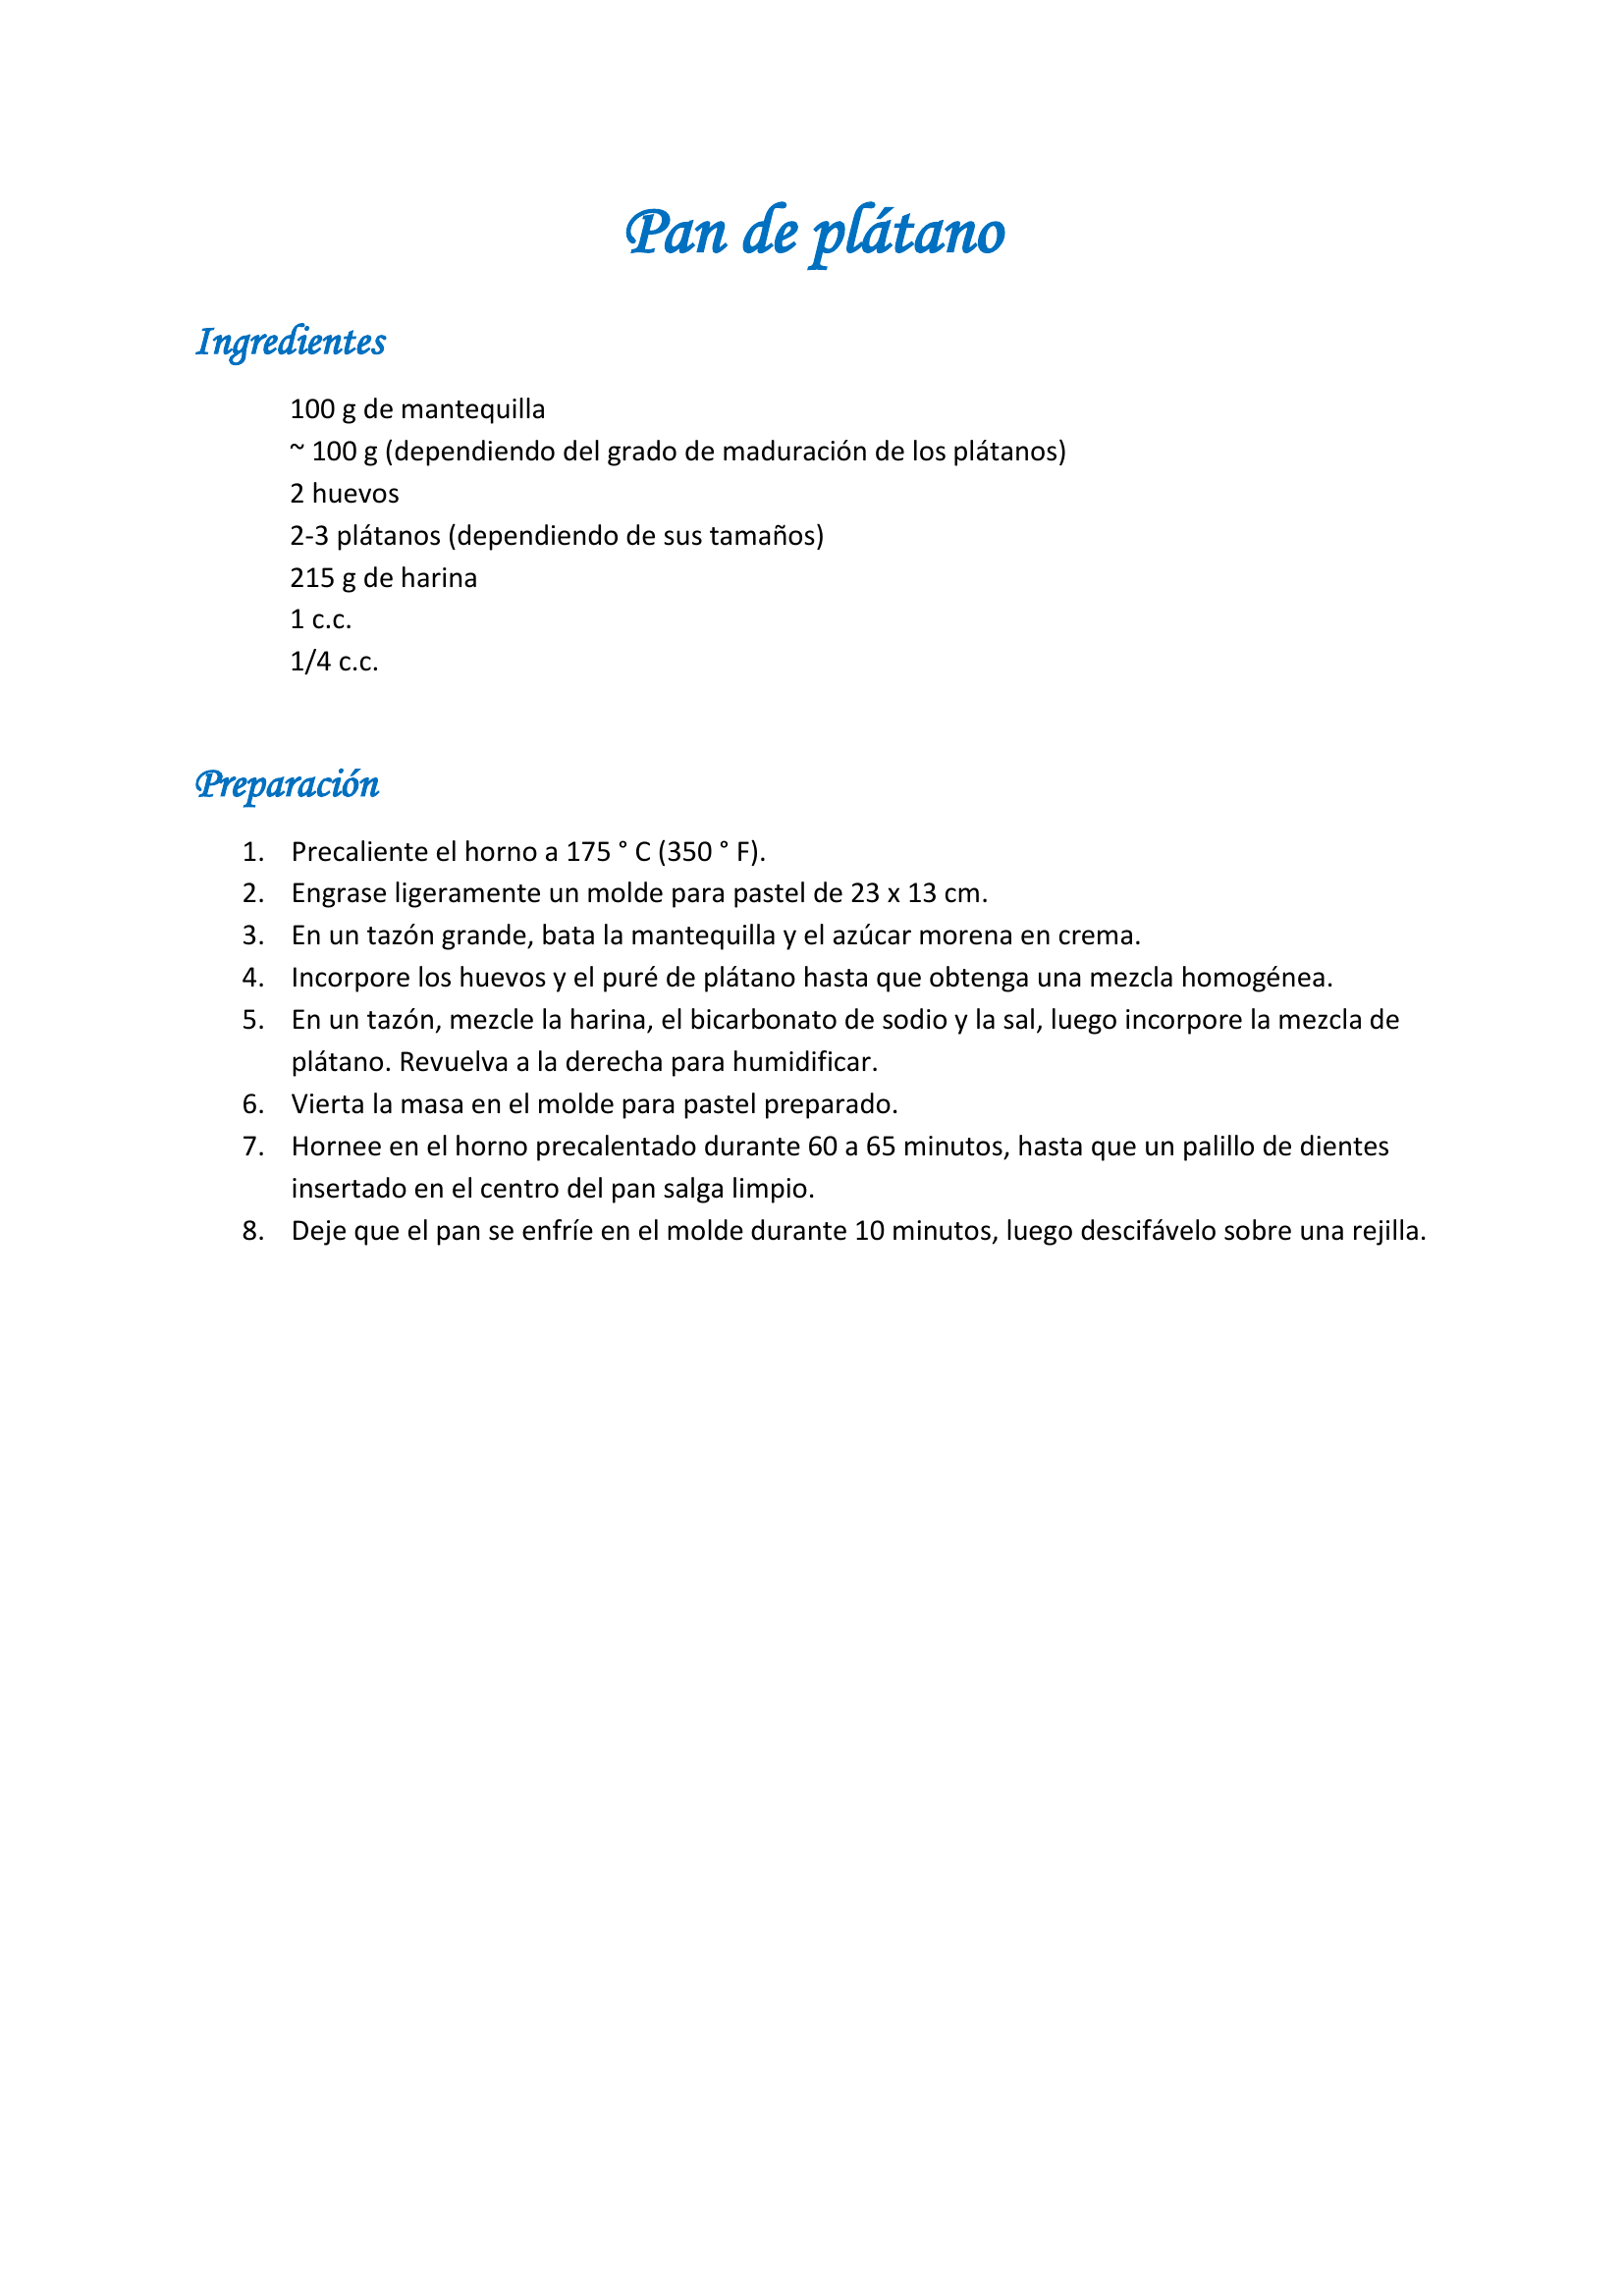 Pan de plátano
Ingredientes
100 g de mantequilla
~ 100 g (dependiendo del grado de maduración de los plátanos)
2 huevos
2-3 plátanos (dependiendo de sus tamaños)
215 g de harina
1 c.c.
1/4 c.c.
Preparación
1. Precaliente el horno a 175 ° C (350 ° F).
2. Engrase ligeramente un molde para pastel de 23 x 13 cm.
3. En un tazón grande, bata la mantequilla y el azúcar morena en crema.
4. Incorpore los huevos y el puré de plátano hasta que obtenga una mezcla homogénea.
5. En un tazón, mezcle la harina, el bicarbonato de sodio y la sal, luego incorpore la mezcla de
plátano. Revuelva a la derecha para humidificar.
6. Vierta la masa en el molde para pastel preparado.
7. Hornee en el horno precalentado durante 60 a 65 minutos, hasta que un palillo de dientes
insertado en el centro del pan salga limpio.
8. Deje que el pan se enfríe en el molde durante 10 minutos, luego descifávelo sobre una rejilla.